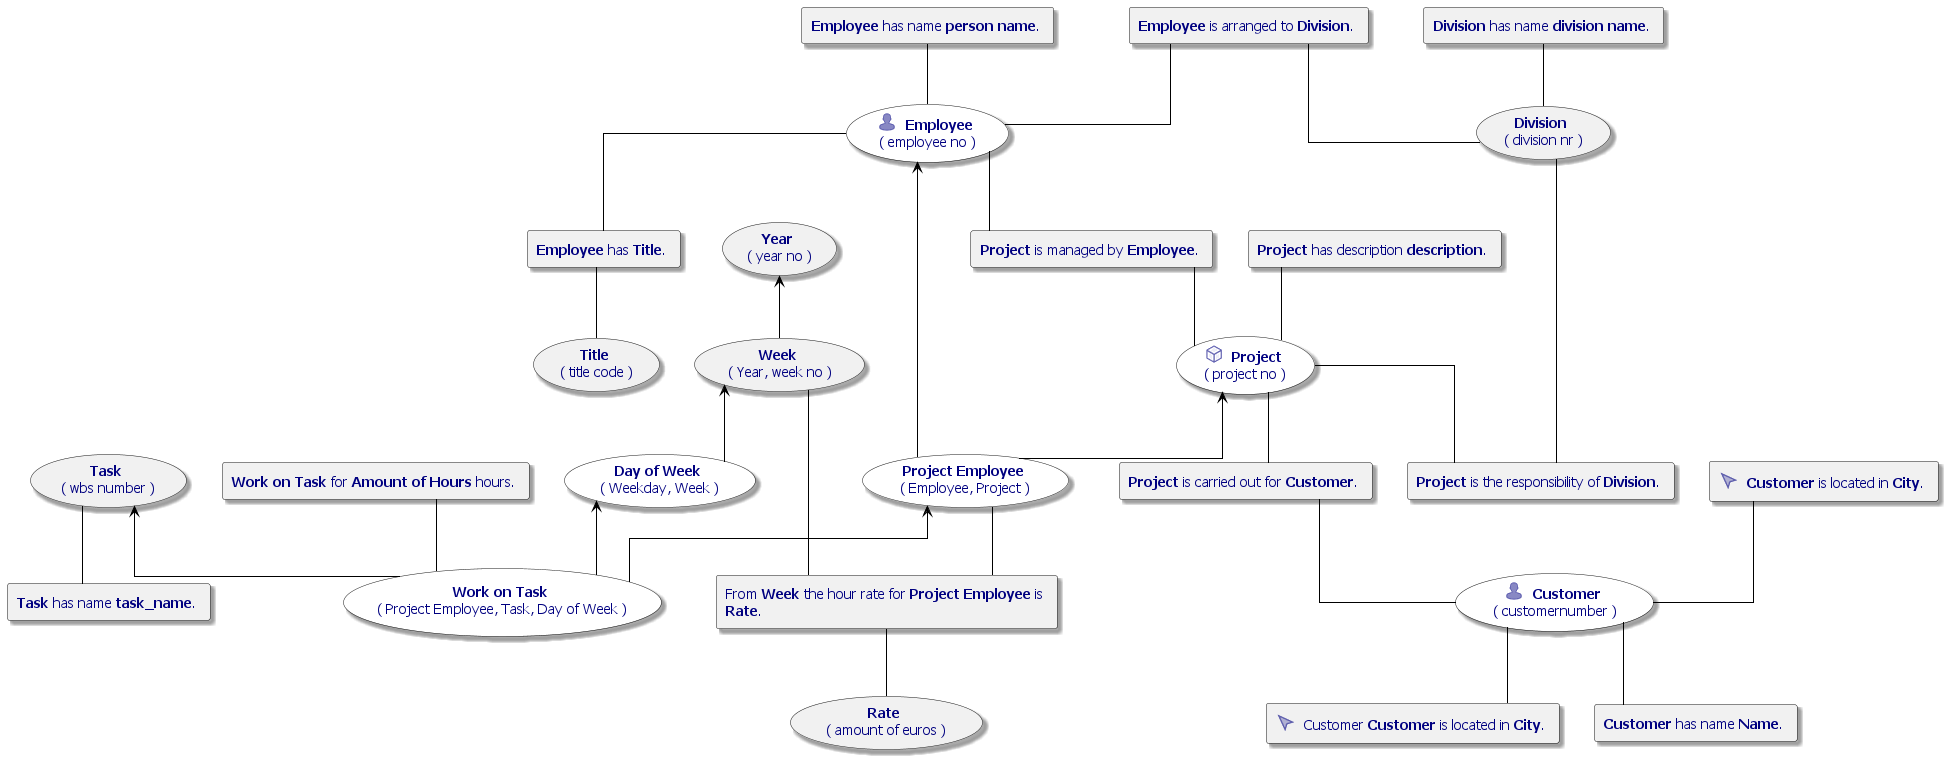 Employee has name person name.
Employee is arranged to Division.
Division has name division name.
Employee
( employee no )
Division
( division nr )
Employee has Title.
Year
( year no )
Project is managed by Employee.
Project has description description.
Title
( title code )
Week
( Year, week no )
Project
( project no )
Task
( wbs number )
Work on Task for Amount of Hours hours.
Day of Week
( Weekday, Week )
Project Employee
( Employee, Project )
Project is carried out for Customer.
Project is the responsibility of Division.
Customer is located in City.
Task has name task_name.
Work on Task
( Project Employee, Task, Day of Week )
From Week the hour rate for Project Employee is
Rate.
Customer
( customernumber )
Rate
( amount of euros )
Customer Customer is located in City.
Customer has name Name.